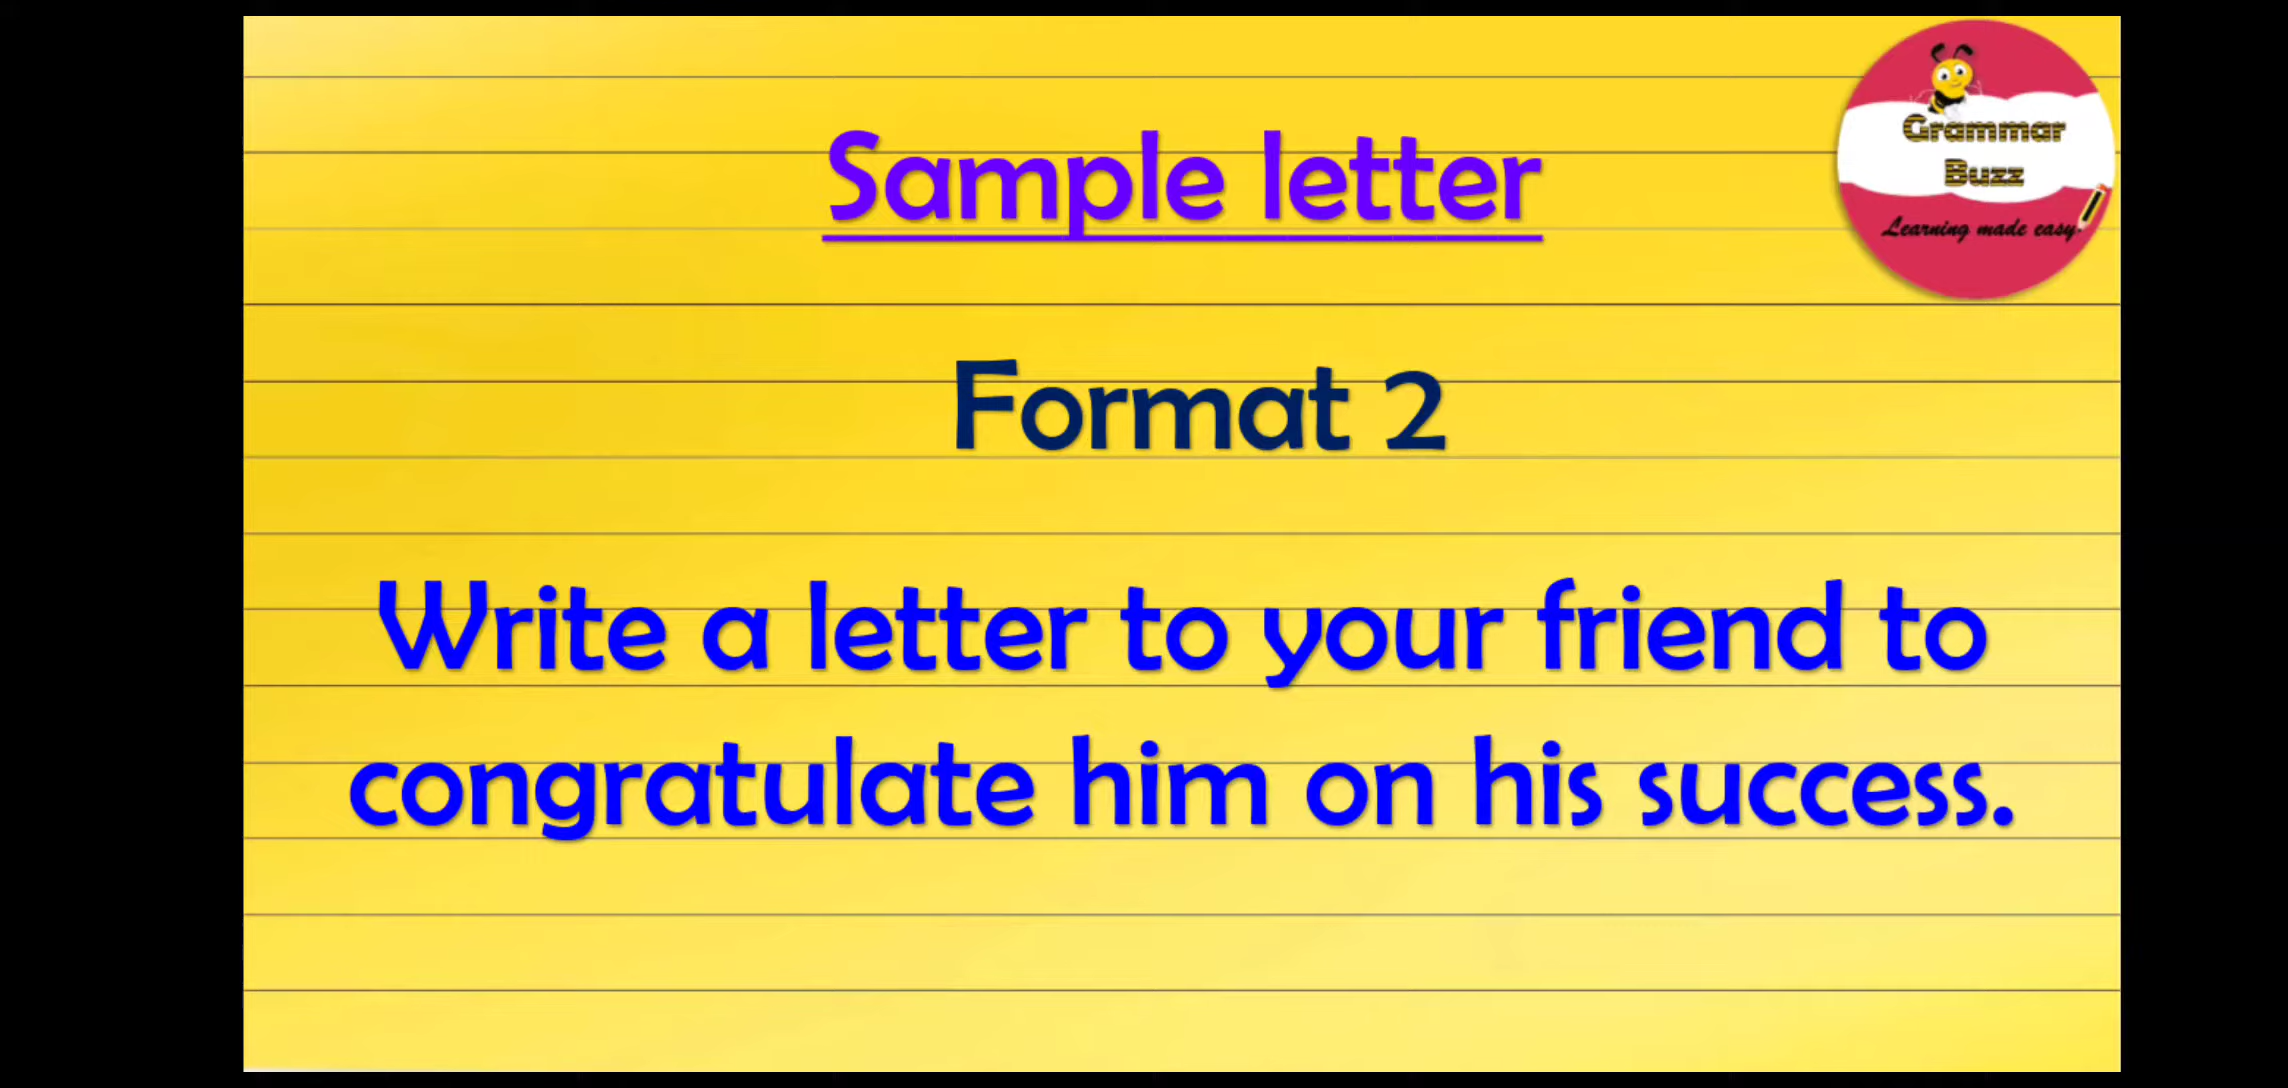 Sample letter
Grammar
Buzz
Learning made easy
Format 2
Write a letter to your friend to
congratulate him on his success.